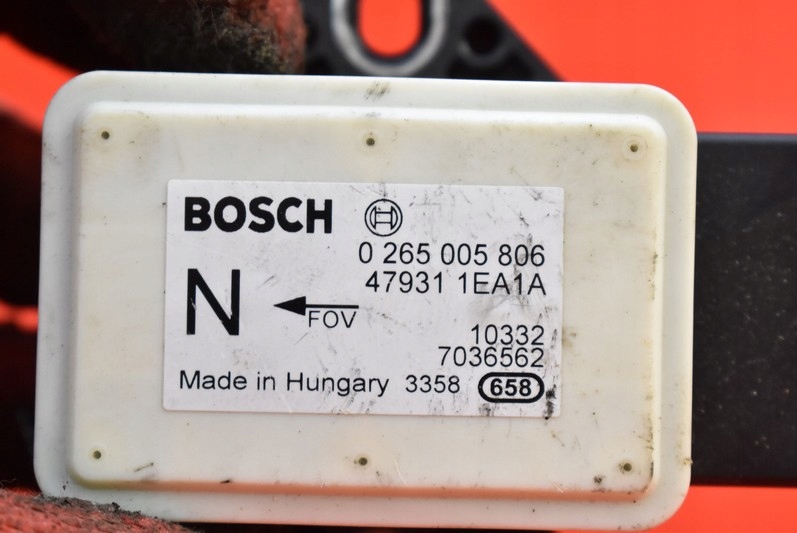 BOSCH
0 265 005 806
47931 1EA1A
N
FOV
10332
7036562
Made in Hungary 3358 658